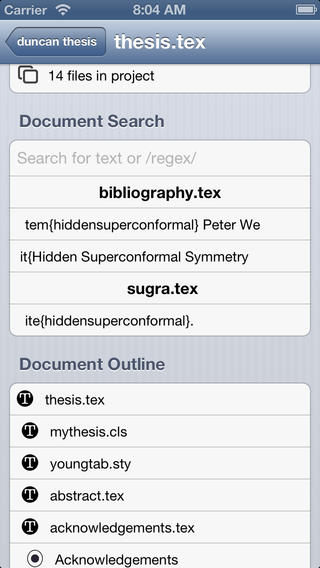 Carrier 8:04 AM
duncan thesis thesis.tex
14 files in project
Document Search
Search for text or /regex/
bibliography.tex
tem{hiddensuperconformal} Peter We
it{Hidden Superconformal Symmetry
sugra.tex
ite{hiddensuperconformal}.
Document Outline
thesis.tex
mythesis.cls
youngtab.sty
abstract.tex
acknowledgements.tex
Acknowledgements